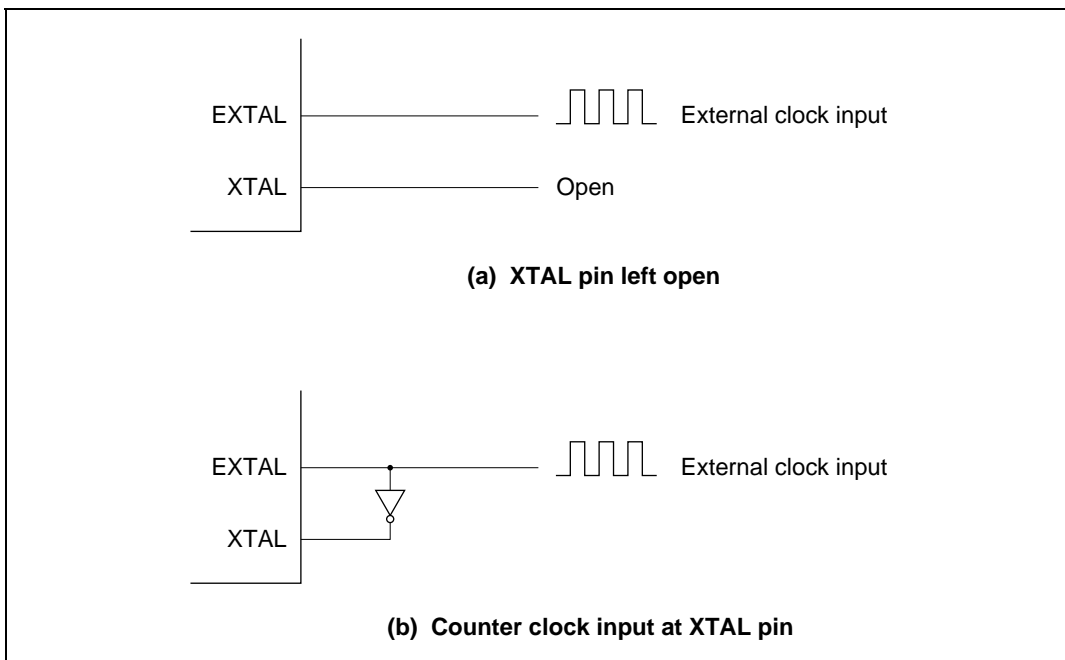 EXTAL
External clock input
XTAL
Open
(a) XTAL pin left open
EXTAL
External clock input
XTAL
(b) Counter clock input at XTAL pin